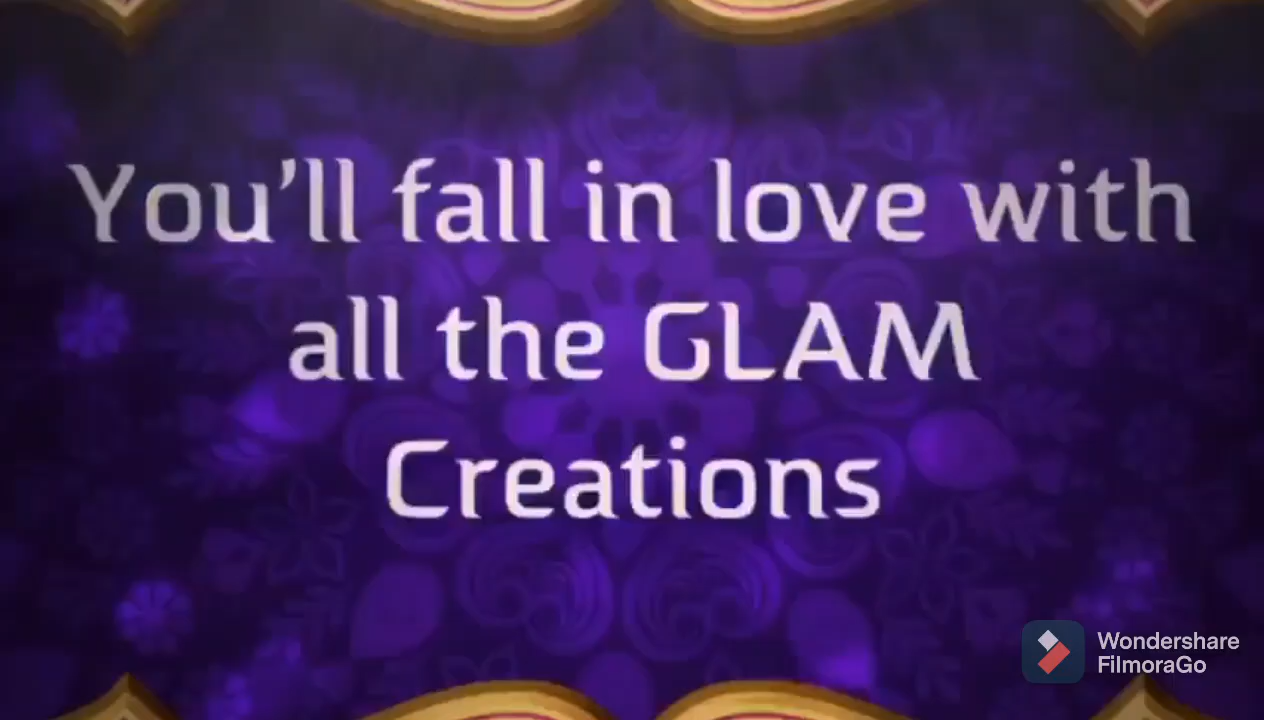 You’ll fall in love with
all the GLAM
Creations
Wondershare
FilmoraGo